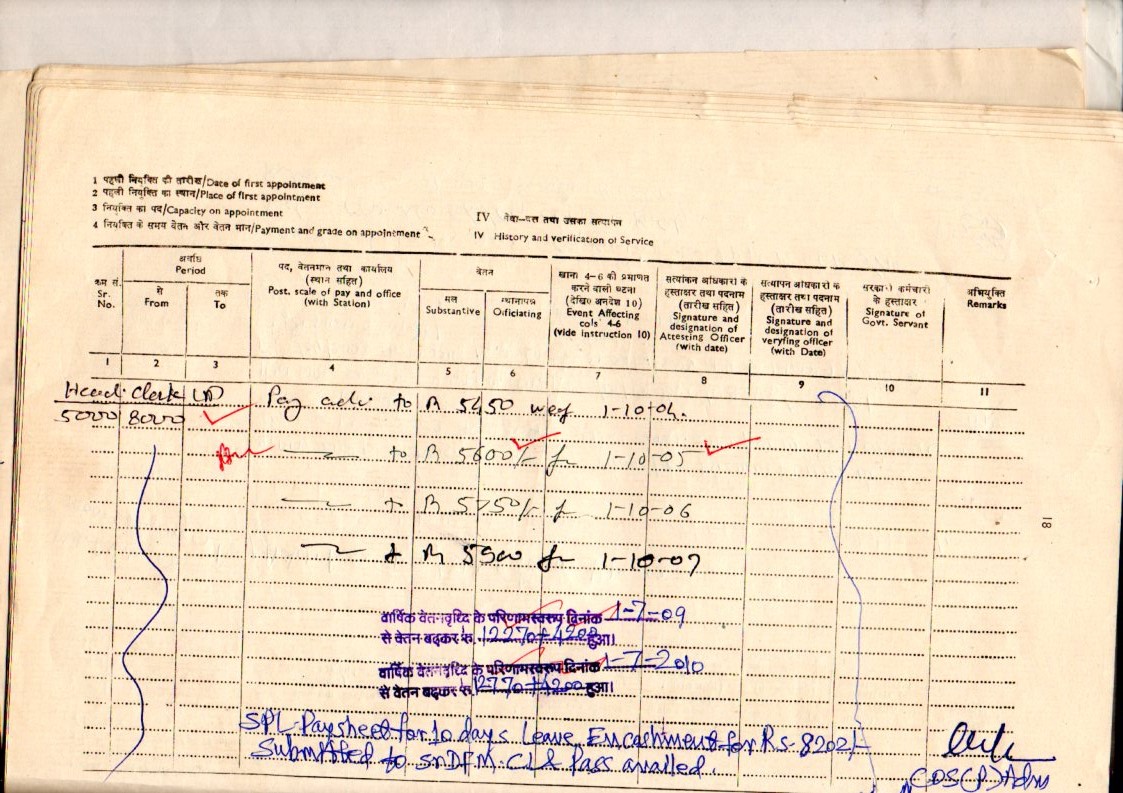 1 पहली नियुक्ति की तारीख/Date of first appointment
2 पहली नियुक्ति का स्थान/Place of first appointment
3 नियुक्ति का पद/Capacity on appointment
4 नियुक्ति के समय वेतन और वेतन मान/Payment and grade on appointment
IV सेवा-वृत्त तथा उसका सत्यापन
IV History and verification of Service
क्रम सं.
Sr.
No.
अवधि
Period
से
From
तक
To
पद, वेतनमान तथा कार्यालय
(स्थान सहित)
Post, scale of pay and office
(with Station)
वेतन
मूल
Substantive
स्थानापन्न
Officiating
खाना 4-6 को प्रमाणित
करने वाली घटना
(देखिए अनुदेश 10)
Event Affecting
cols 4-6
(vide instruction 10)
सत्यांकन अधिकारी के
हस्ताक्षर तथा पदनाम
(तारीख सहित)
Signature and
designation of
Attesting Officer
(with date)
सत्यापन अधिकारी के
हस्ताक्षर तथा पदनाम
(तारीख सहित)
Signature and
designation of
veryfing officer
(with Date)
सरकारी कर्मचारी
के हस्ताक्षर
Signature of
Govt. Servant
अभियुक्ति
Remarks
1 2 3 4 5 6 7 8 9 10 11
Head Clerk Pay adv to R 5450 wef 1-10-04.
5000 8000
to R 5600/- fr 1-10-05
R 5750/- f 1-10-06
R 5900 fr 1-10-07
18
वार्षिक वेतनवृध्दि के परिणामस्वरूप दिनांक 1-7-09
से वेतन बढ़कर रू. 12270+4200 हुआ।
वार्षिक वेतनवृध्दि के परिणामस्वरूप दिनांक 1-7-2010
से वेतन बढ़कर रू. 12770+4200 हुआ।
SPL Paysheet for 10 days Leave Encashment for Rs. 8202/-
Submitted to SrDFM.CL & Pass availed.
COS(P)Adm